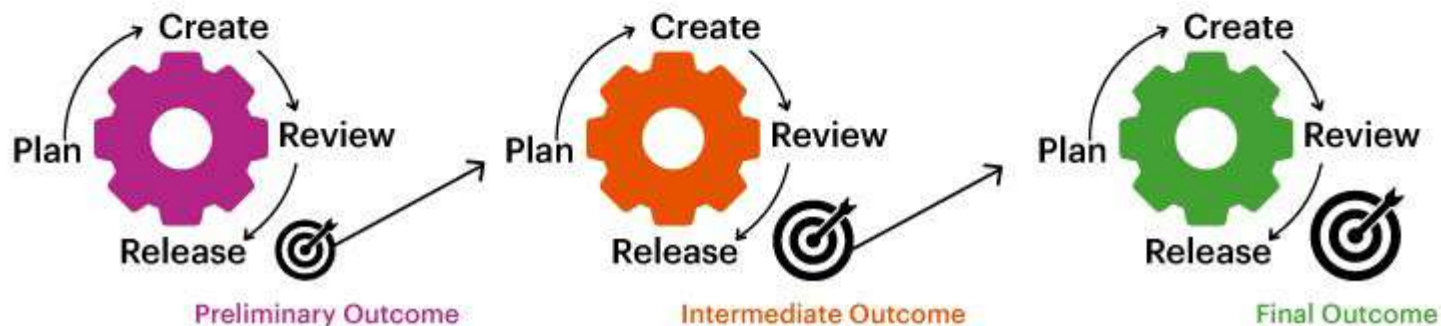 Create
Plan
Review
Release
Preliminary Outcome
Create
Plan
Review
Release
Intermediate Outcome
Create
Plan
Review
Release
Final Outcome